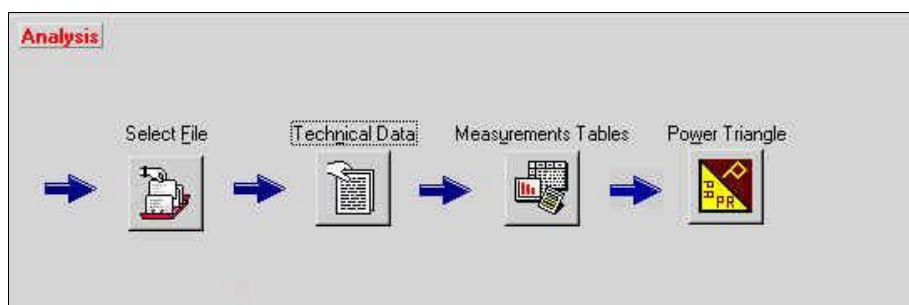 Analysis
Select File
Technical Data
Measurements Tables
Power Triangle
PR